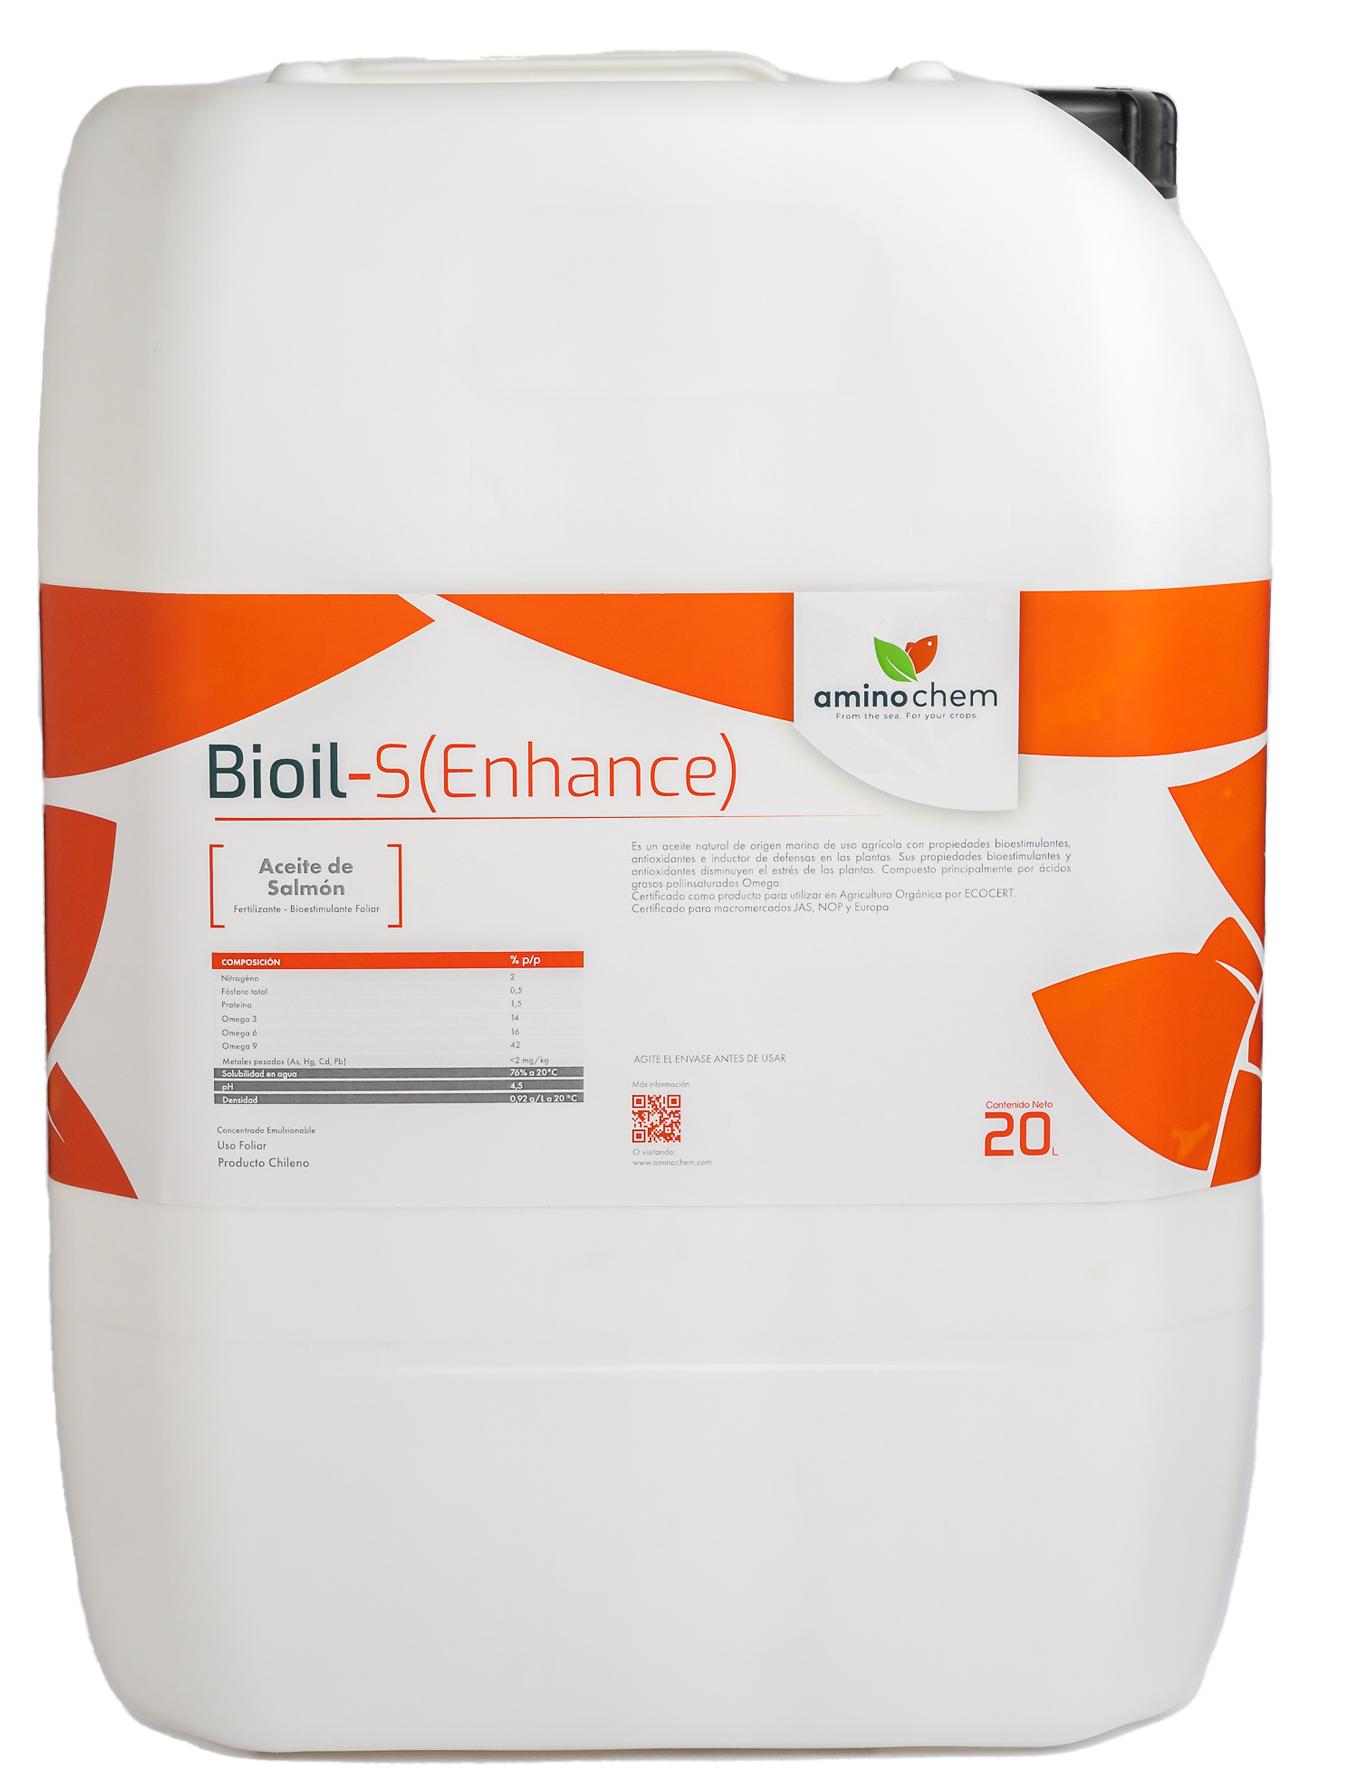 aminochem
From the sea. For your crops.
Bioil-S(Enhance)
Aceite de
Salmón
Fertilizante - Bioestimulante Foliar
Es un aceite natural de origen marino de uso agrícola con propiedades bioestimulantes,
antioxidantes e inductor de defensas en las plantas. Sus propiedades bioestimulantes y
antioxidantes disminuyen el estrés de las plantas. Compuesto principalmente por ácidos
grasos poliinsaturados Omega.
Certificado como producto para utilizar en Agricultura Orgánica por ECOCERT.
Certificado para macromercados JAS, NOP y Europa
COMPOSICIÓN % p/p
Nitrógeno 2
Fósforo total 0,5
Proteína 1,5
Omega 3 14
Omega 6 16
Omega 9 42
Metales pesados (As, Hg, Cd, Pb) <2 mg/kg
Solubilidad en agua 76% a 20°C
pH 4,5
Densidad 0,92 g/L a 20 °C
Concentrado Emulsionable
Uso Foliar
Producto Chileno
AGITE EL ENVASE ANTES DE USAR
Más información
O visitando:
www.aminochem.com
Contenido Neto
20 L